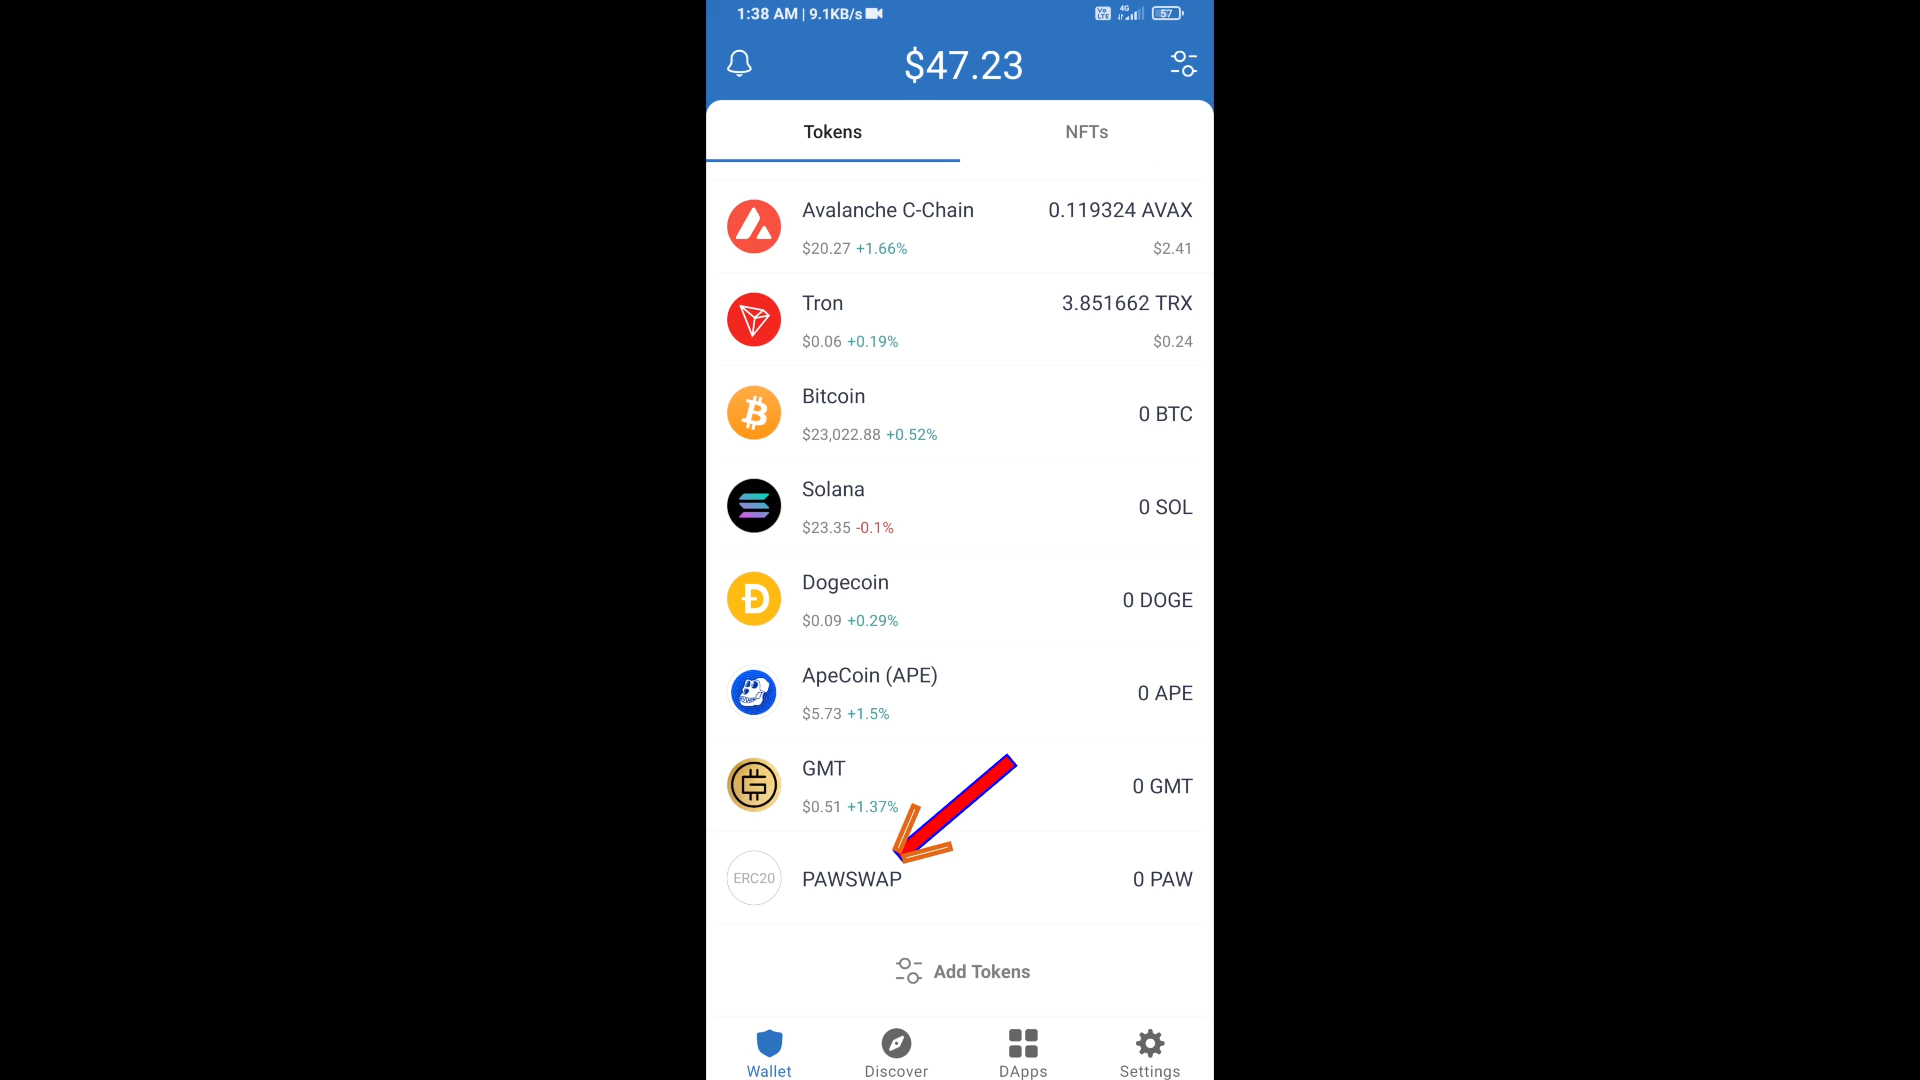 1:38 AM | 9.1KB/s
Vo LTE 4G 57
$47.23
Tokens NFTs
Avalanche C-Chain 0.119324 AVAX
$20.27 +1.66% $2.41
Tron 3.851662 TRX
$0.06 +0.19% $0.24
Bitcoin 0 BTC
$23,022.88 +0.52%
Solana 0 SOL
$23.35 -0.1%
Dogecoin 0 DOGE
$0.09 +0.29%
ApeCoin (APE) 0 APE
$5.73 +1.5%
GMT 0 GMT
$0.51 +1.37%
ERC20 PAWSWAP 0 PAW
Add Tokens
Wallet Discover DApps Settings